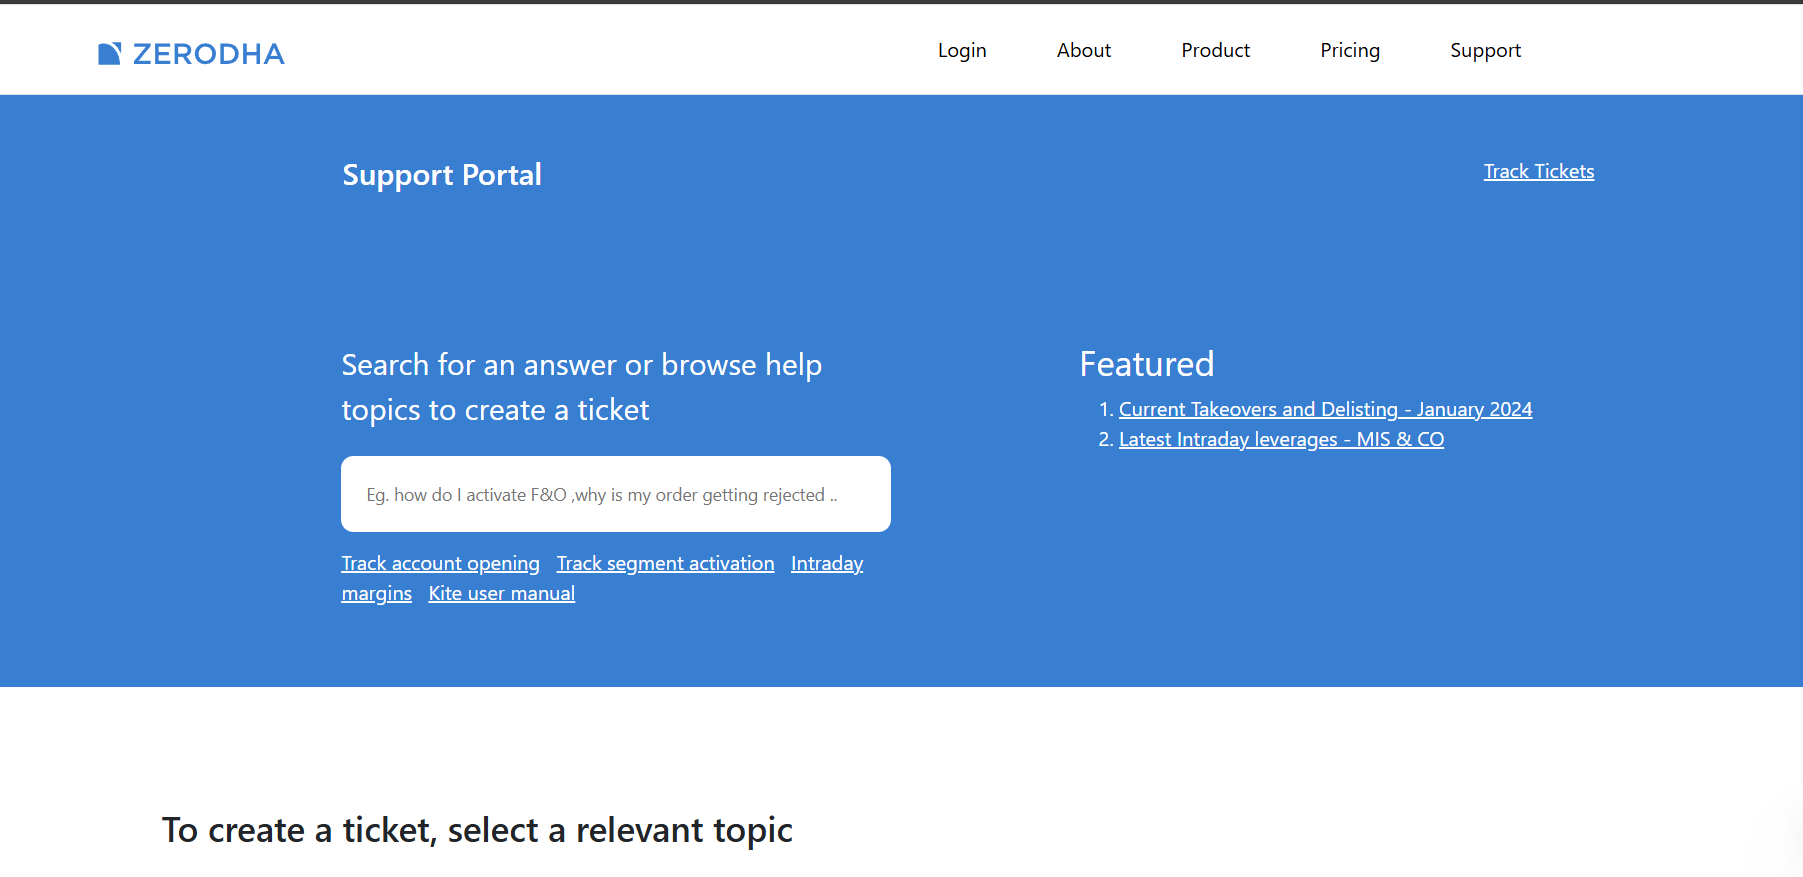 ZERODHA
Login About Product Pricing Support
Support Portal
Track Tickets
Search for an answer or browse help
topics to create a ticket
Eg. how do I activate F&O ,why is my order getting rejected ..
Track account opening Track segment activation Intraday
margins Kite user manual
Featured
1. Current Takeovers and Delisting - January 2024
2. Latest Intraday leverages - MIS & CO
To create a ticket, select a relevant topic